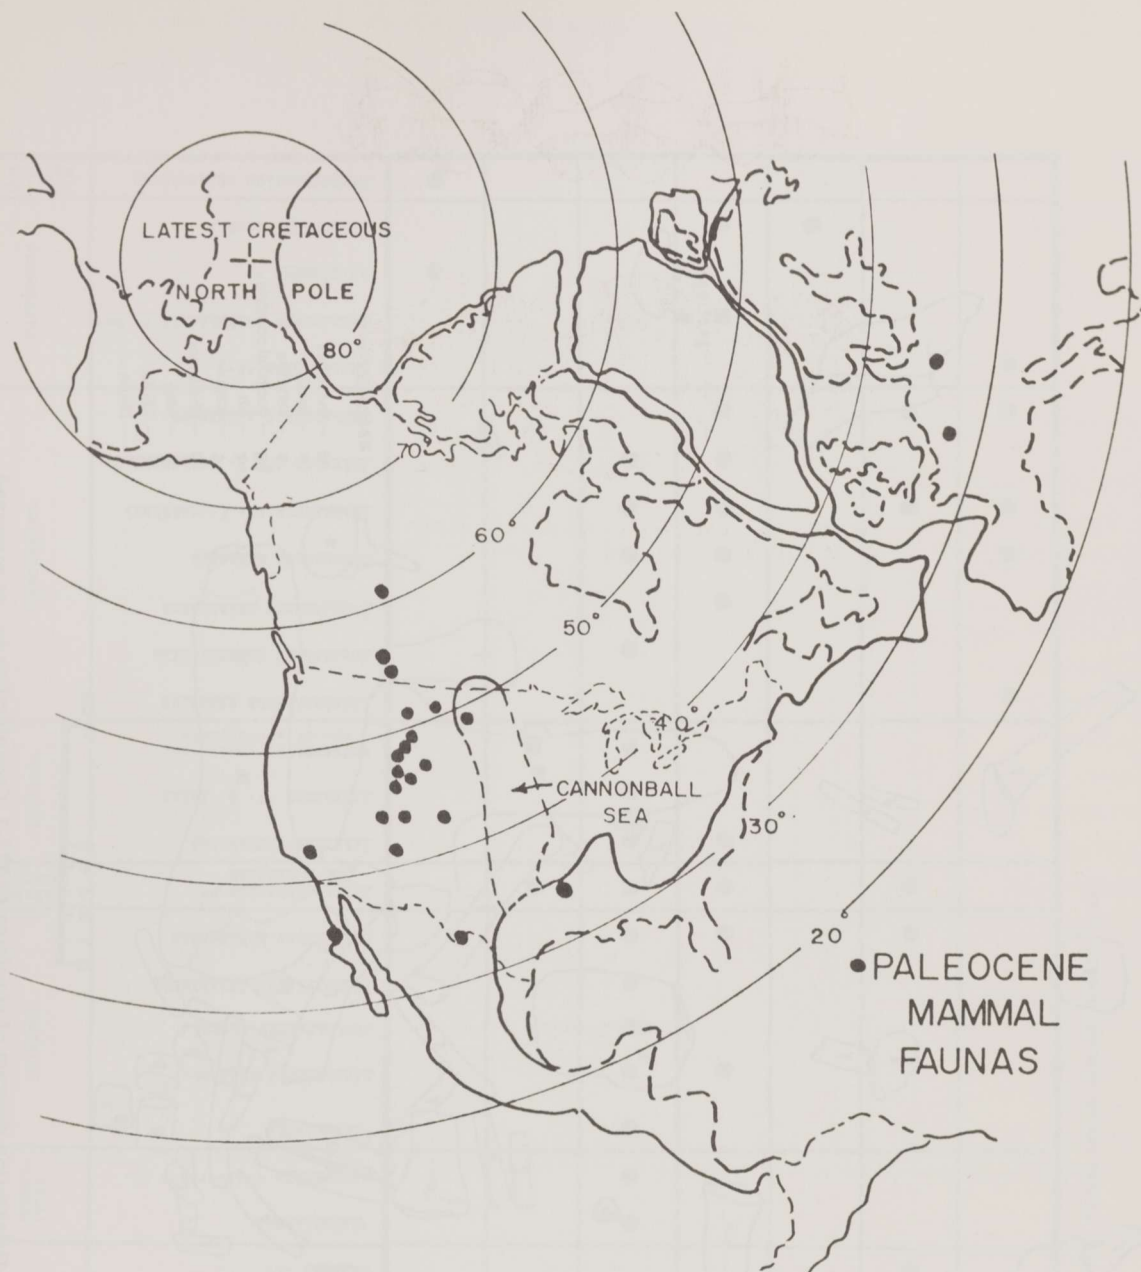 LATEST CRETACEOUS
NORTH POLE
80°
70°
60°
50°
40°
CANNONBALL
SEA
30°
20°
PALEOCENE
MAMMAL
FAUNAS